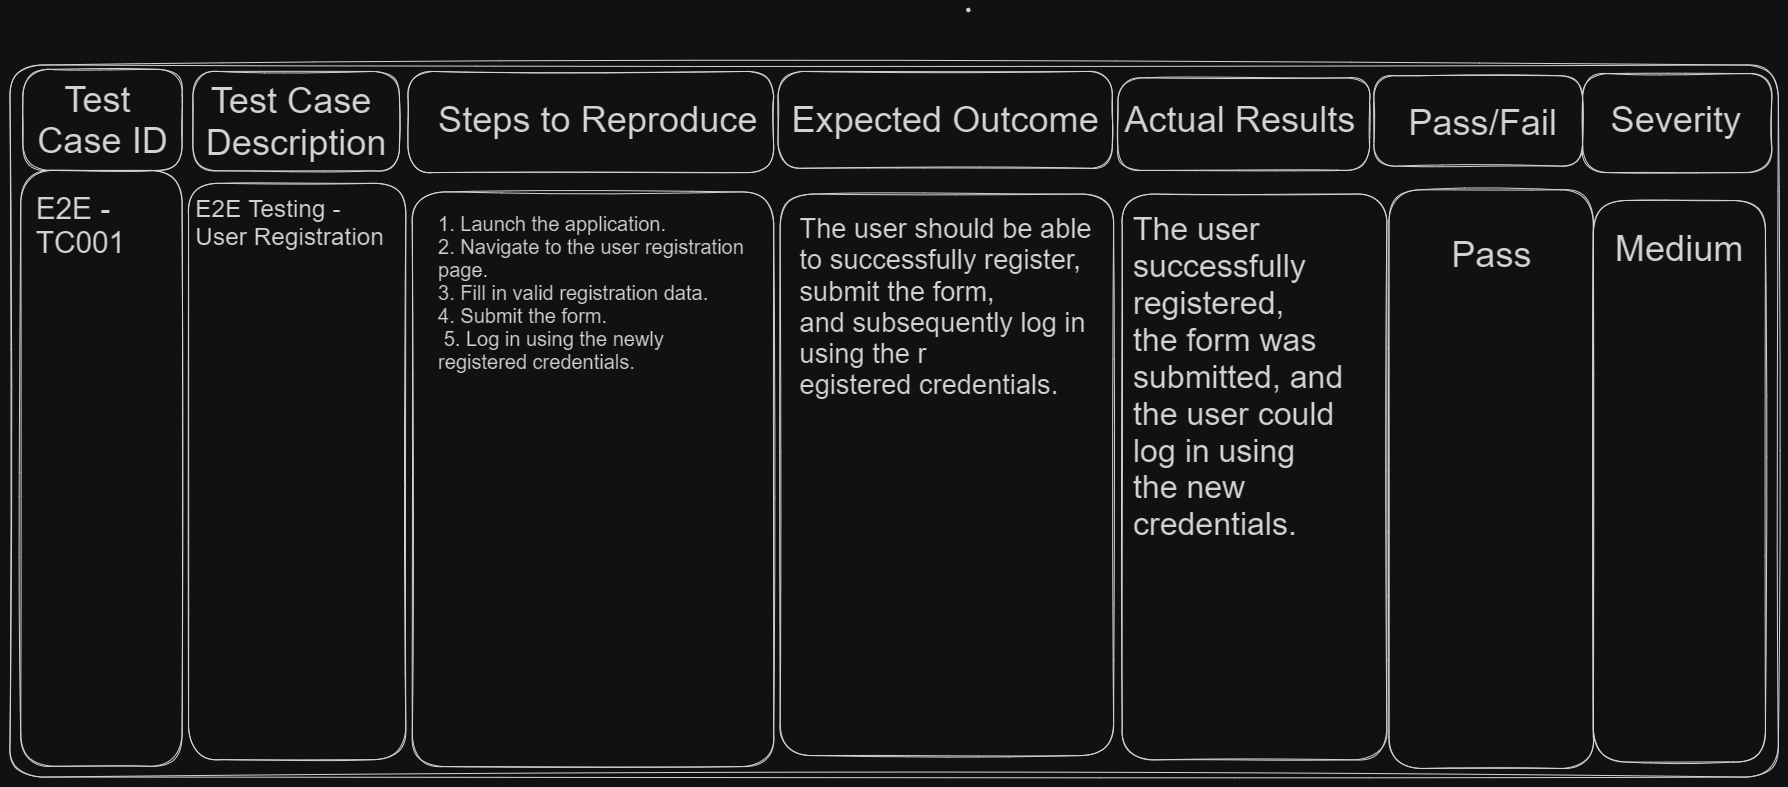 Test
Case ID
Test Case
Description
Steps to Reproduce
Expected Outcome
Actual Results
Pass/Fail
Severity
E2E -
TC001
E2E Testing -
User Registration
1. Launch the application.
2. Navigate to the user registration
page.
3. Fill in valid registration data.
4. Submit the form.
5. Log in using the newly
registered credentials.
The user should be able
to successfully register,
submit the form,
and subsequently log in
using the r
egistered credentials.
The user
successfully
registered,
the form was
submitted, and
the user could
log in using
the new
credentials.
Pass
Medium